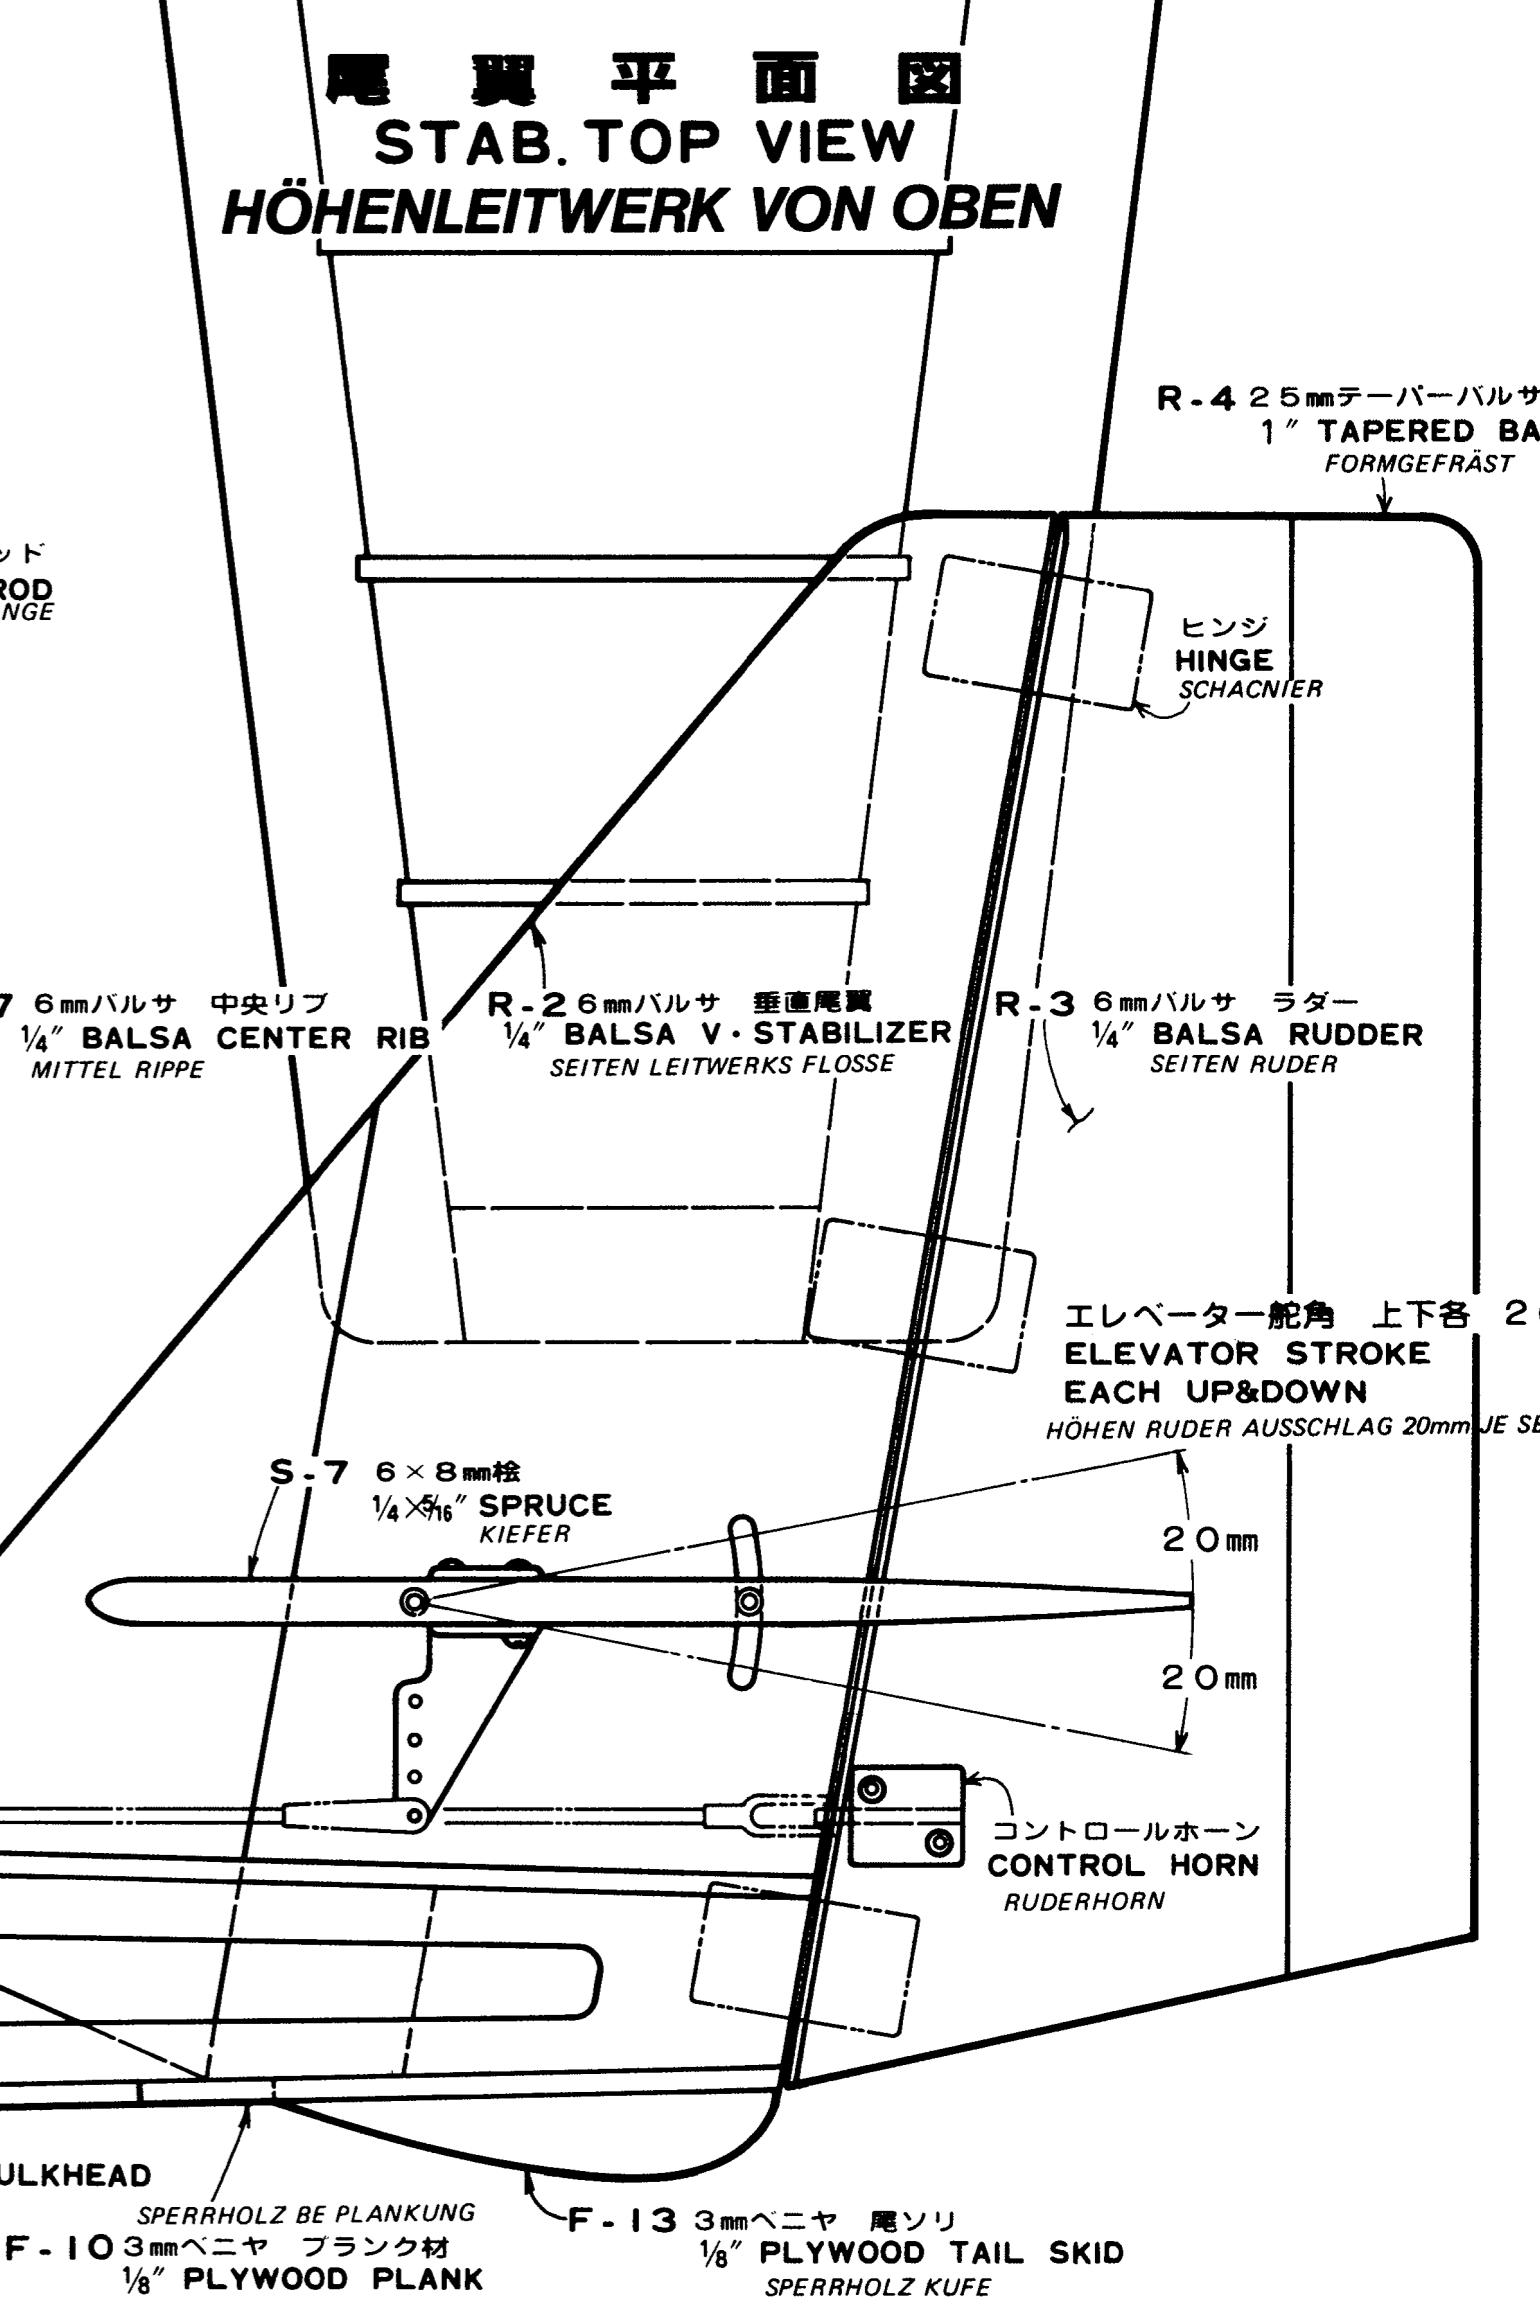 尾翼平面図
STAB. TOP VIEW
HÖHENLEITWERK VON OBEN
R-4 25mmテーパーバルサ
1″ TAPERED BA
FORMGEFRÄST
ッド
ROD
NGE
ヒンジ
HINGE
SCHACNIER
7 6mmバルサ 中央リブ
1/4″ BALSA CENTER RIB
MITTEL RIPPE
R-2 6mmバルサ 垂直尾翼
1/4″ BALSA V・STABILIZER
SEITEN LEITWERKS FLOSSE
R-3 6mmバルサ ラダー
1/4″ BALSA RUDDER
SEITEN RUDER
エレベーター舵角 上下各 20
ELEVATOR STROKE
EACH UP&DOWN
HÖHEN RUDER AUSSCHLAG 20mm JE SE
S-7 6×8mm桧
1/4×5/16″ SPRUCE
KIEFER
20mm
20mm
コントロールホーン
CONTROL HORN
RUDERHORN
ULKHEAD
SPERRHOLZ BE PLANKUNG
F-10 3mmベニヤ プランク材
1/8″ PLYWOOD PLANK
F-13 3mmベニヤ 尾ソリ
1/8″ PLYWOOD TAIL SKID
SPERRHOLZ KUFE